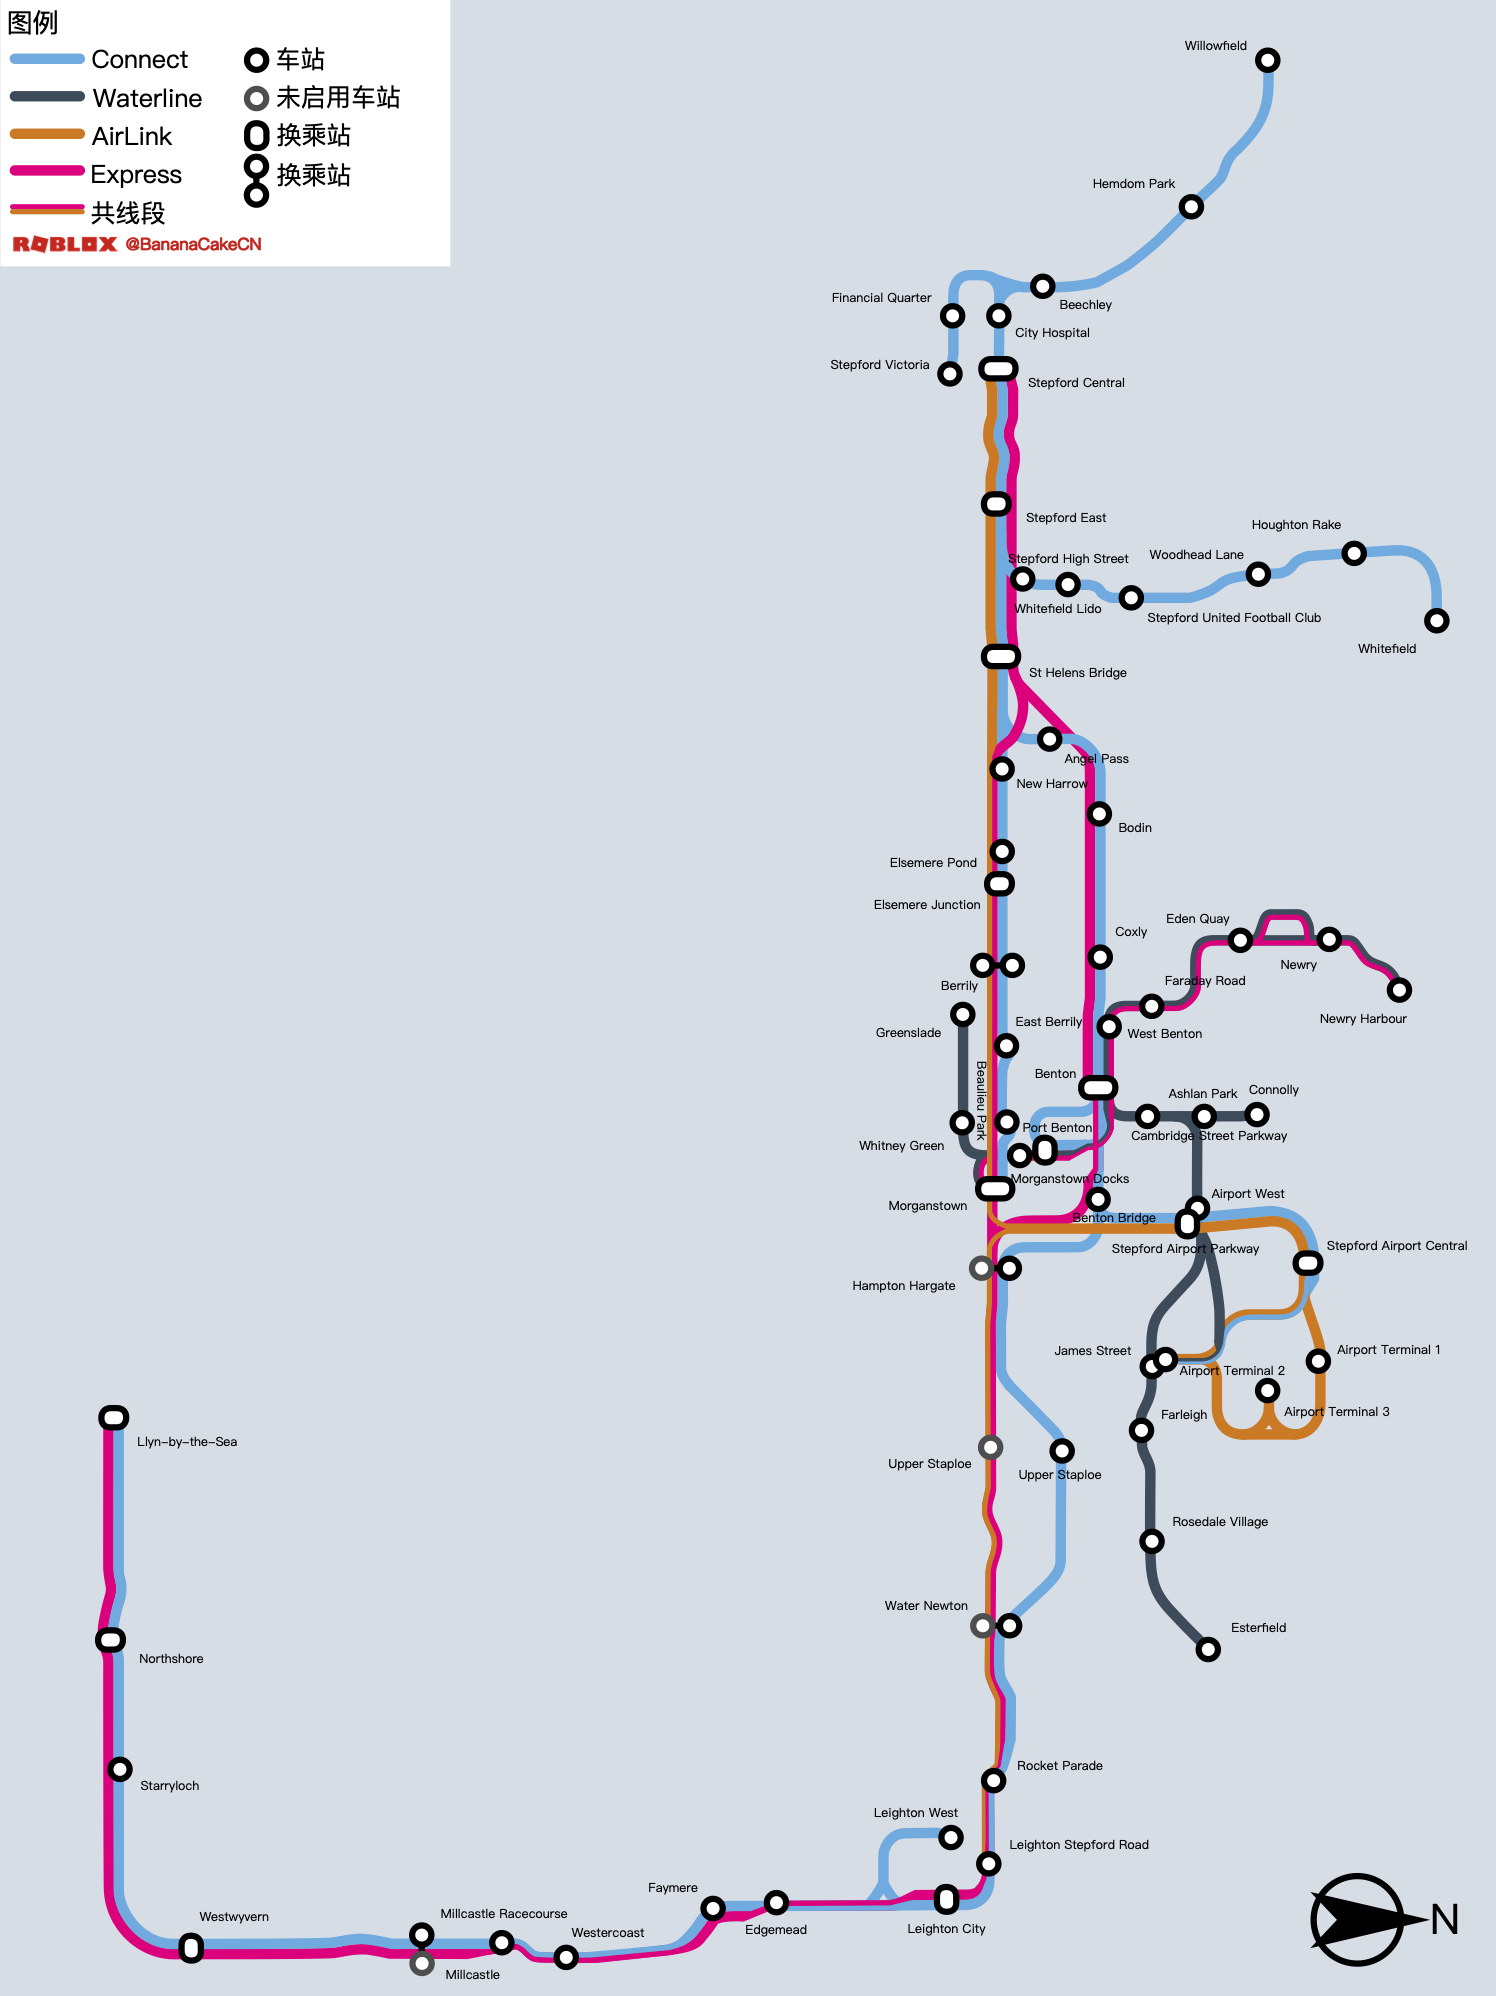 图例
Connect
车站
Waterline
未启用车站
AirLink
换乘站
Express
换乘站
共线段
ROBLOX @BananaCakeCN
Willowfield
Hemdom Park
Beechley
Financial Quarter
City Hospital
Stepford Victoria
Stepford Central
Stepford East
Houghton Rake
Stepford High Street
Woodhead Lane
Whitefield Lido
Stepford United Football Club
Whitefield
St Helens Bridge
Angel Pass
New Harrow
Bodin
Elsemere Pond
Elsemere Junction
Eden Quay
Coxly
Newry
Berrily
Faraday Road
Newry Harbour
Greenslade
East Berrily
West Benton
Benton
Beaulieu Park
Ashlan Park
Connolly
Port Benton
Cambridge Street Parkway
Whitney Green
Morganstown Docks
Morganstown
Airport West
Benton Bridge
Stepford Airport Parkway
Stepford Airport Central
Hampton Hargate
James Street
Airport Terminal 1
Airport Terminal 2
Farleigh
Airport Terminal 3
Llyn-by-the-Sea
Upper Staploe
Upper Staploe
Rosedale Village
Water Newton
Esterfield
Northshore
Rocket Parade
Starryloch
Leighton West
Leighton Stepford Road
Faymere
Westwyvern
Millcastle Racecourse
Westercoast
Edgemead
Leighton City
Millcastle
N